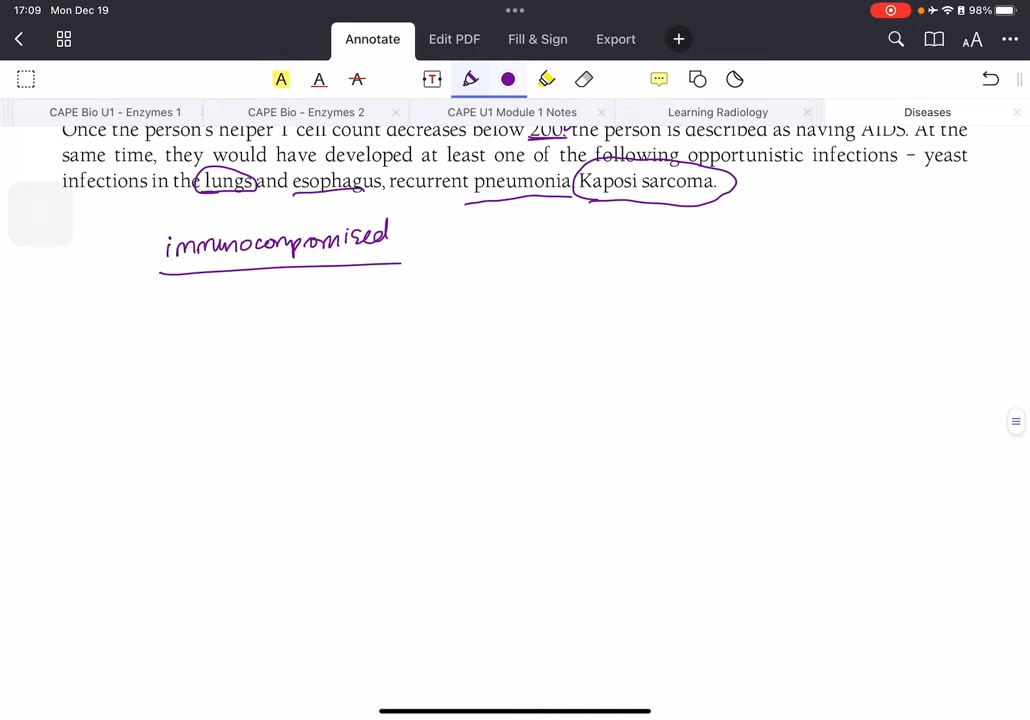 17:09 Mon Dec 19
98%
Annotate Edit PDF Fill & Sign Export
CAPE Bio U1 - Enzymes 1 CAPE Bio - Enzymes 2 CAPE U1 Module 1 Notes Learning Radiology Diseases
Once the person's helper T cell count decreases below 200, the person is described as having AIDS. At the
same time, they would have developed at least one of the following opportunistic infections – yeast
infections in the lungs and esophagus, recurrent pneumonia, Kaposi sarcoma.
immunocompromised